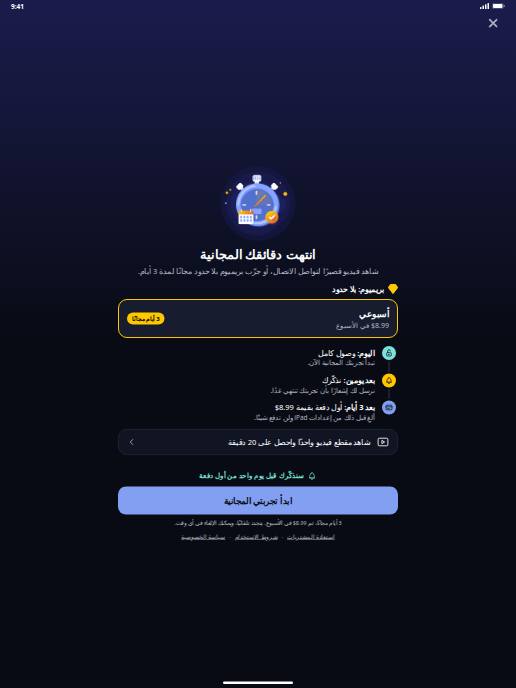 9:41
انتهت دقائقك المجانية
شاهد فيديو قصيرًا لتواصل الاتصال، أو جرّب بريميوم بلا حدود مجانًا لمدة 3 أيام.
بريميوم: بلا حدود
أسبوعي
$8.99 في الأسبوع
3 أيام مجانًا
اليوم: وصول كامل
تبدأ تجربتك المجانية الآن.
بعد يومين: نذكّرك
نرسل لك إشعارًا بأن تجربتك تنتهي غدًا.
بعد 3 أيام: أول دفعة بقيمة $8.99
ألغِ قبل ذلك من إعدادات iPad ولن تدفع شيئًا.
شاهد مقطع فيديو واحدًا واحصل على 20 دقيقة
سنذكّرك قبل يوم واحد من أول دفعة
ابدأ تجربتي المجانية
3 أيام مجانًا، ثم $8.99 في الأسبوع. يتجدد تلقائيًا، ويمكنك الإلغاء في أي وقت.
استعادة المشتريات · شروط الاستخدام · سياسة الخصوصية